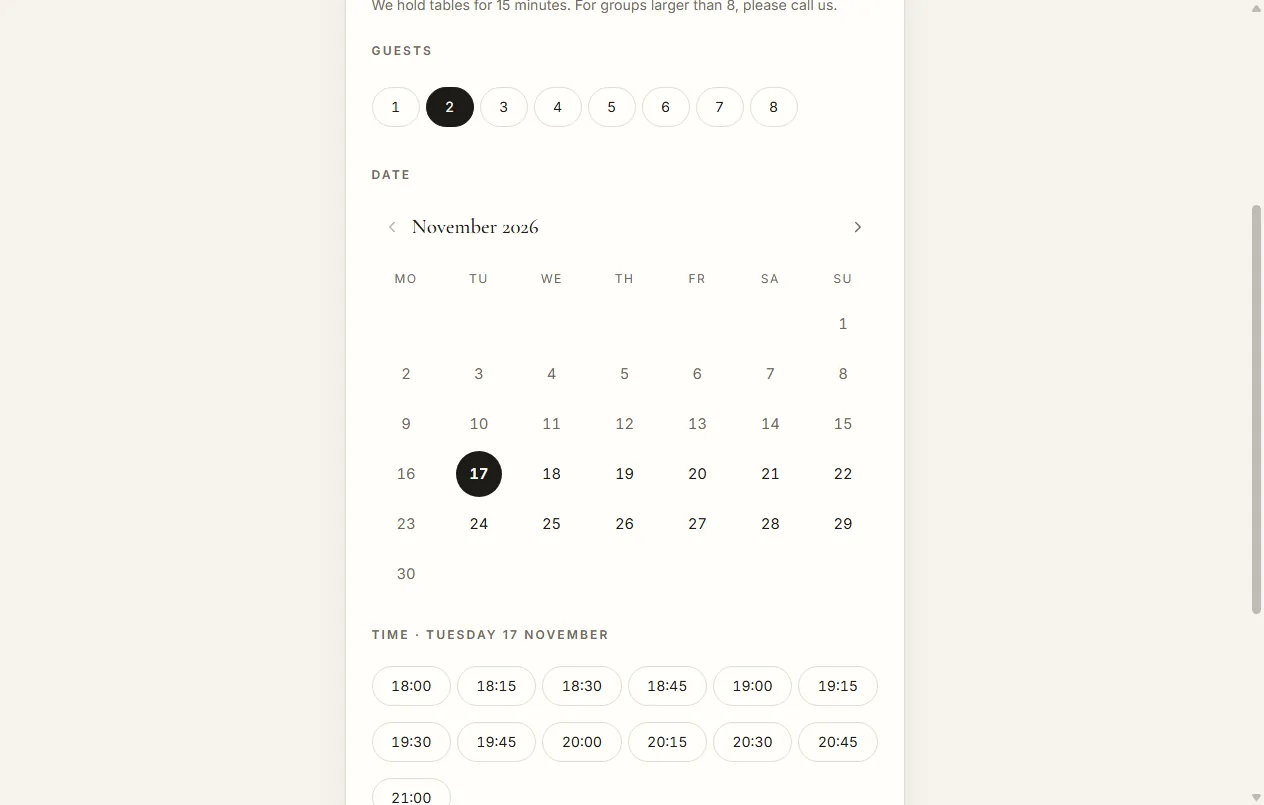 We hold tables for 15 minutes. For groups larger than 8, please call us.
GUESTS
1 2 3 4 5 6 7 8
DATE
November 2026
MO TU WE TH FR SA SU
1
2 3 4 5 6 7 8
9 10 11 12 13 14 15
16 17 18 19 20 21 22
23 24 25 26 27 28 29
30
TIME · TUESDAY 17 NOVEMBER
18:00 18:15 18:30 18:45 19:00 19:15
19:30 19:45 20:00 20:15 20:30 20:45
21:00